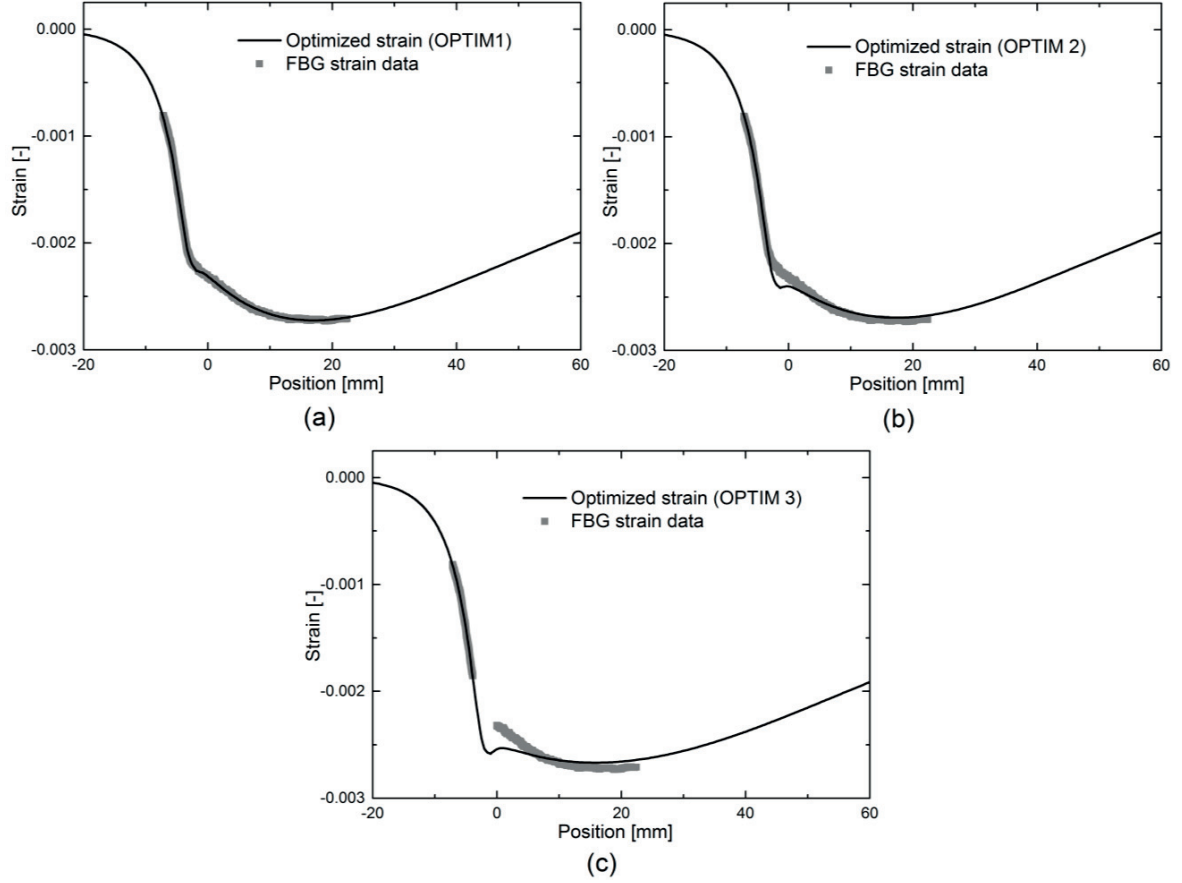 Optimized strain (OPTIM1)
FBG strain data
0.000
-0.001
-0.002
-0.003
Strain [-]
-20 0 20 40 60
Position [mm]
(a)
Optimized strain (OPTIM 2)
FBG strain data
0.000
-0.001
-0.002
-0.003
Strain [-]
-20 0 20 40 60
Position [mm]
(b)
Optimized strain (OPTIM 3)
FBG strain data
0.000
-0.001
-0.002
-0.003
Strain [-]
-20 0 20 40 60
Position [mm]
(c)